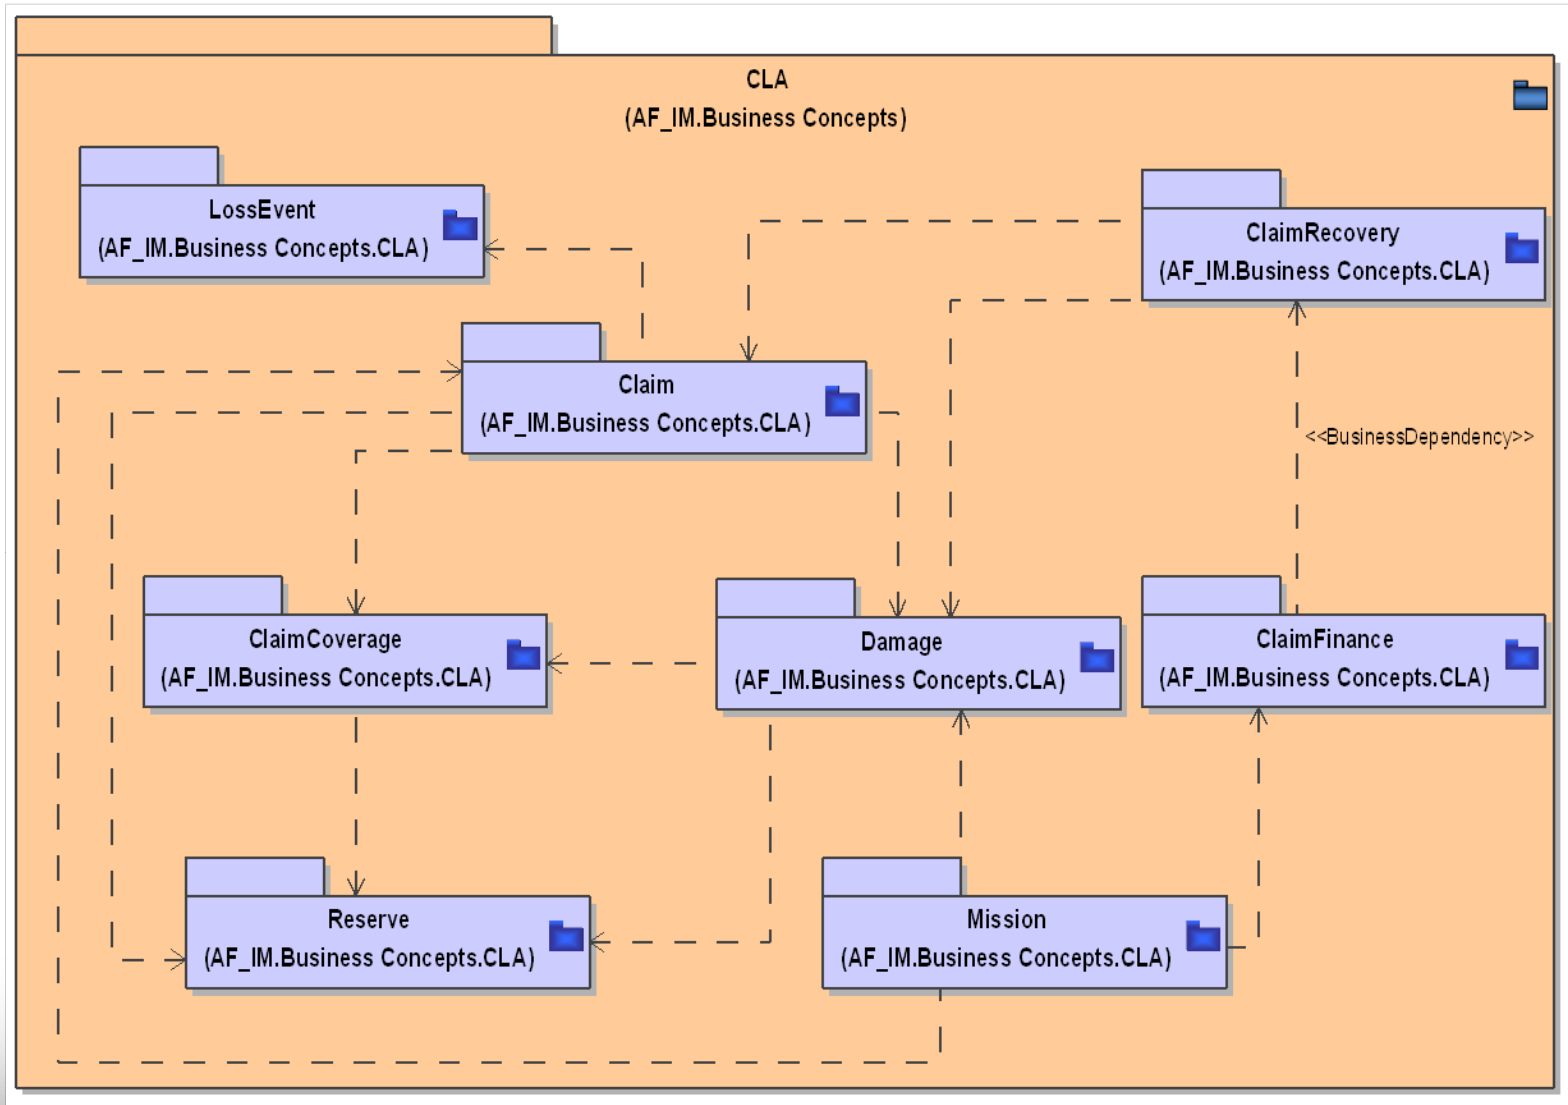 CLA
(AF_IM.Business Concepts)
LossEvent
(AF_IM.Business Concepts.CLA)
ClaimRecovery
(AF_IM.Business Concepts.CLA)
Claim
(AF_IM.Business Concepts.CLA)
<<BusinessDependency>>
ClaimCoverage
(AF_IM.Business Concepts.CLA)
Damage
(AF_IM.Business Concepts.CLA)
ClaimFinance
(AF_IM.Business Concepts.CLA)
Reserve
(AF_IM.Business Concepts.CLA)
Mission
(AF_IM.Business Concepts.CLA)